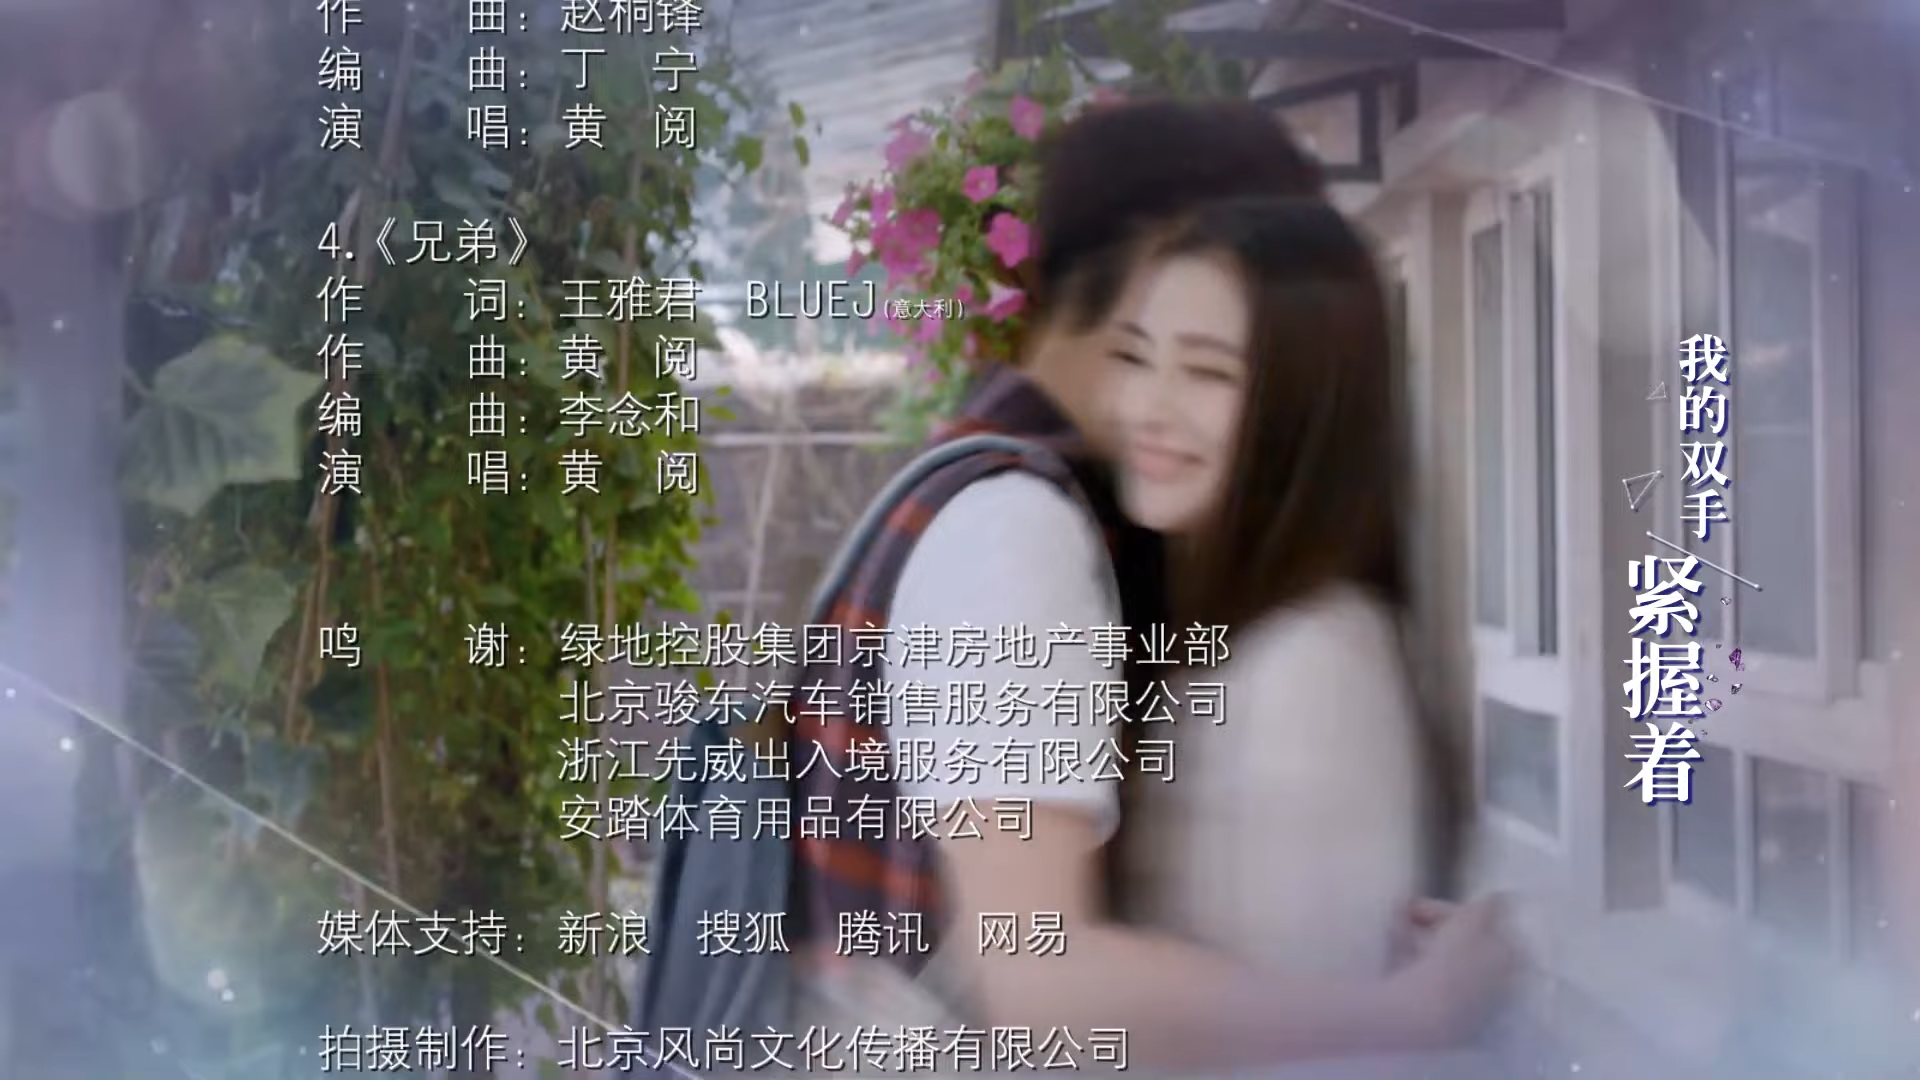 作 曲：赵桐锋
编 曲：丁 宁
演 唱：黄 阅
4.《兄弟》
作 词：王雅君 BLUEJ(意大利)
作 曲：黄 阅
编 曲：李念和
演 唱：黄 阅
鸣 谢：绿地控股集团京津房地产事业部
北京骏东汽车销售服务有限公司
浙江先威出入境服务有限公司
安踏体育用品有限公司
媒体支持：新浪 搜狐 腾讯 网易
拍摄制作：北京风尚文化传播有限公司
我的双手
紧握着